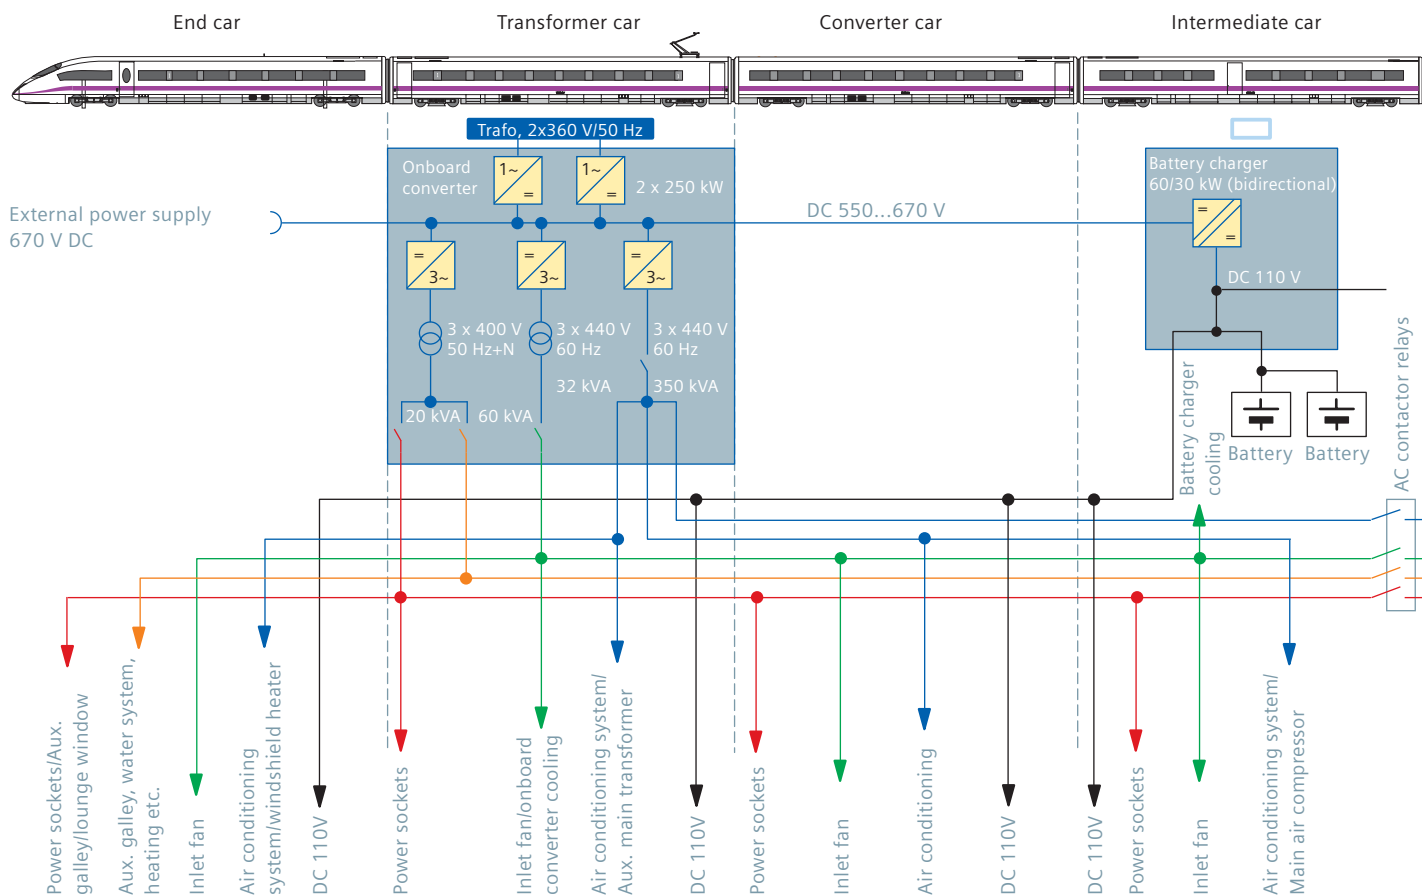 End car
Transformer car
Converter car
Intermediate car
Trafo, 2x360 V/50 Hz
Onboard
converter
1~
=
1~
=
2 x 250 kW
Battery charger
60/30 kW (bidirectional)
External power supply
670 V DC
DC 550...670 V
=
=
=
3~
=
3~
=
3~
DC 110 V
3 x 400 V
50 Hz+N
3 x 440 V
60 Hz
3 x 440 V
60 Hz
32 kVA
350 kVA
20 kVA
60 kVA
Battery charger
cooling
Battery
Battery
AC contactor relays
Power sockets/Aux.
galley/lounge window
Aux. galley, water system,
heating etc.
Inlet fan
Air conditioning
system/windshield heater
DC 110V
Power sockets
Inlet fan/onboard
converter cooling
Air conditioning system/
Aux. main transformer
DC 110V
Power sockets
Inlet fan
Air conditioning
DC 110V
DC 110V
Power sockets
Inlet fan
Air conditioning system/
Main air compressor